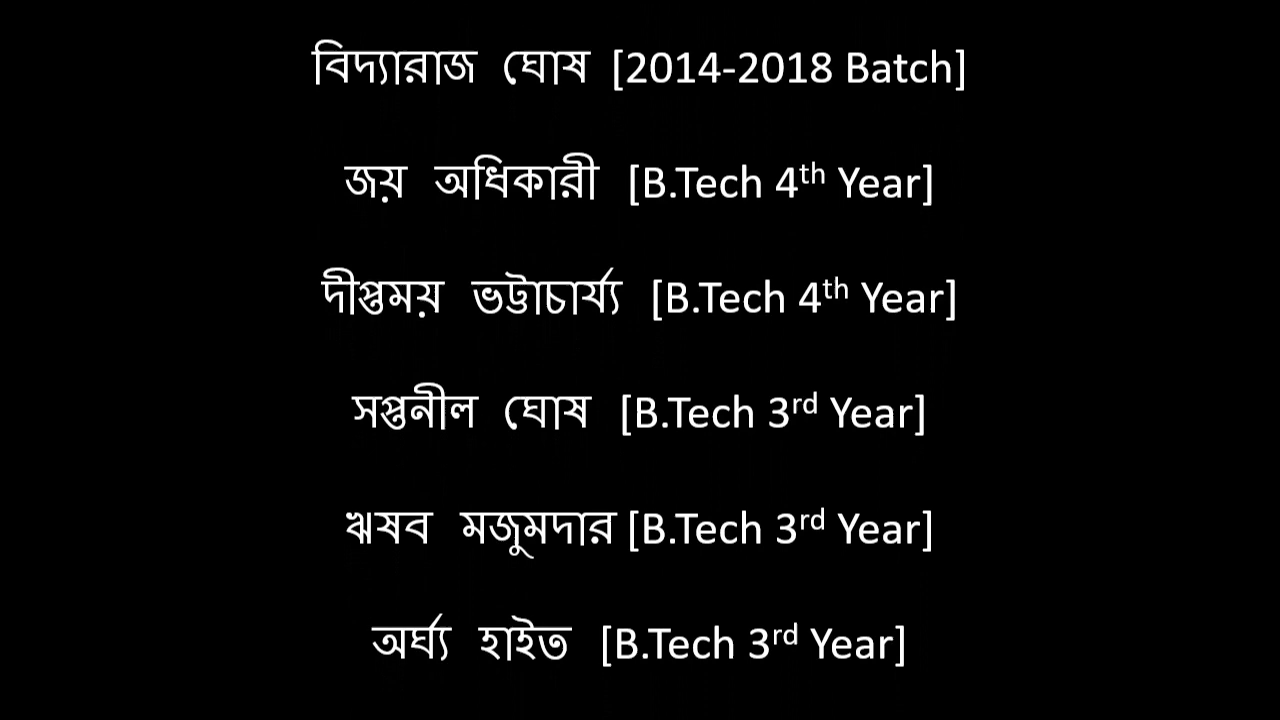 বিদ্যারাজ ঘোষ [2014-2018 Batch]
জয় অধিকারী [B.Tech 4th Year]
দীপ্তময় ভট্টাচার্য্য [B.Tech 4th Year]
সপ্তনীল ঘোষ [B.Tech 3rd Year]
ঋষব মজুমদার [B.Tech 3rd Year]
অর্ঘ্য হাইত [B.Tech 3rd Year]